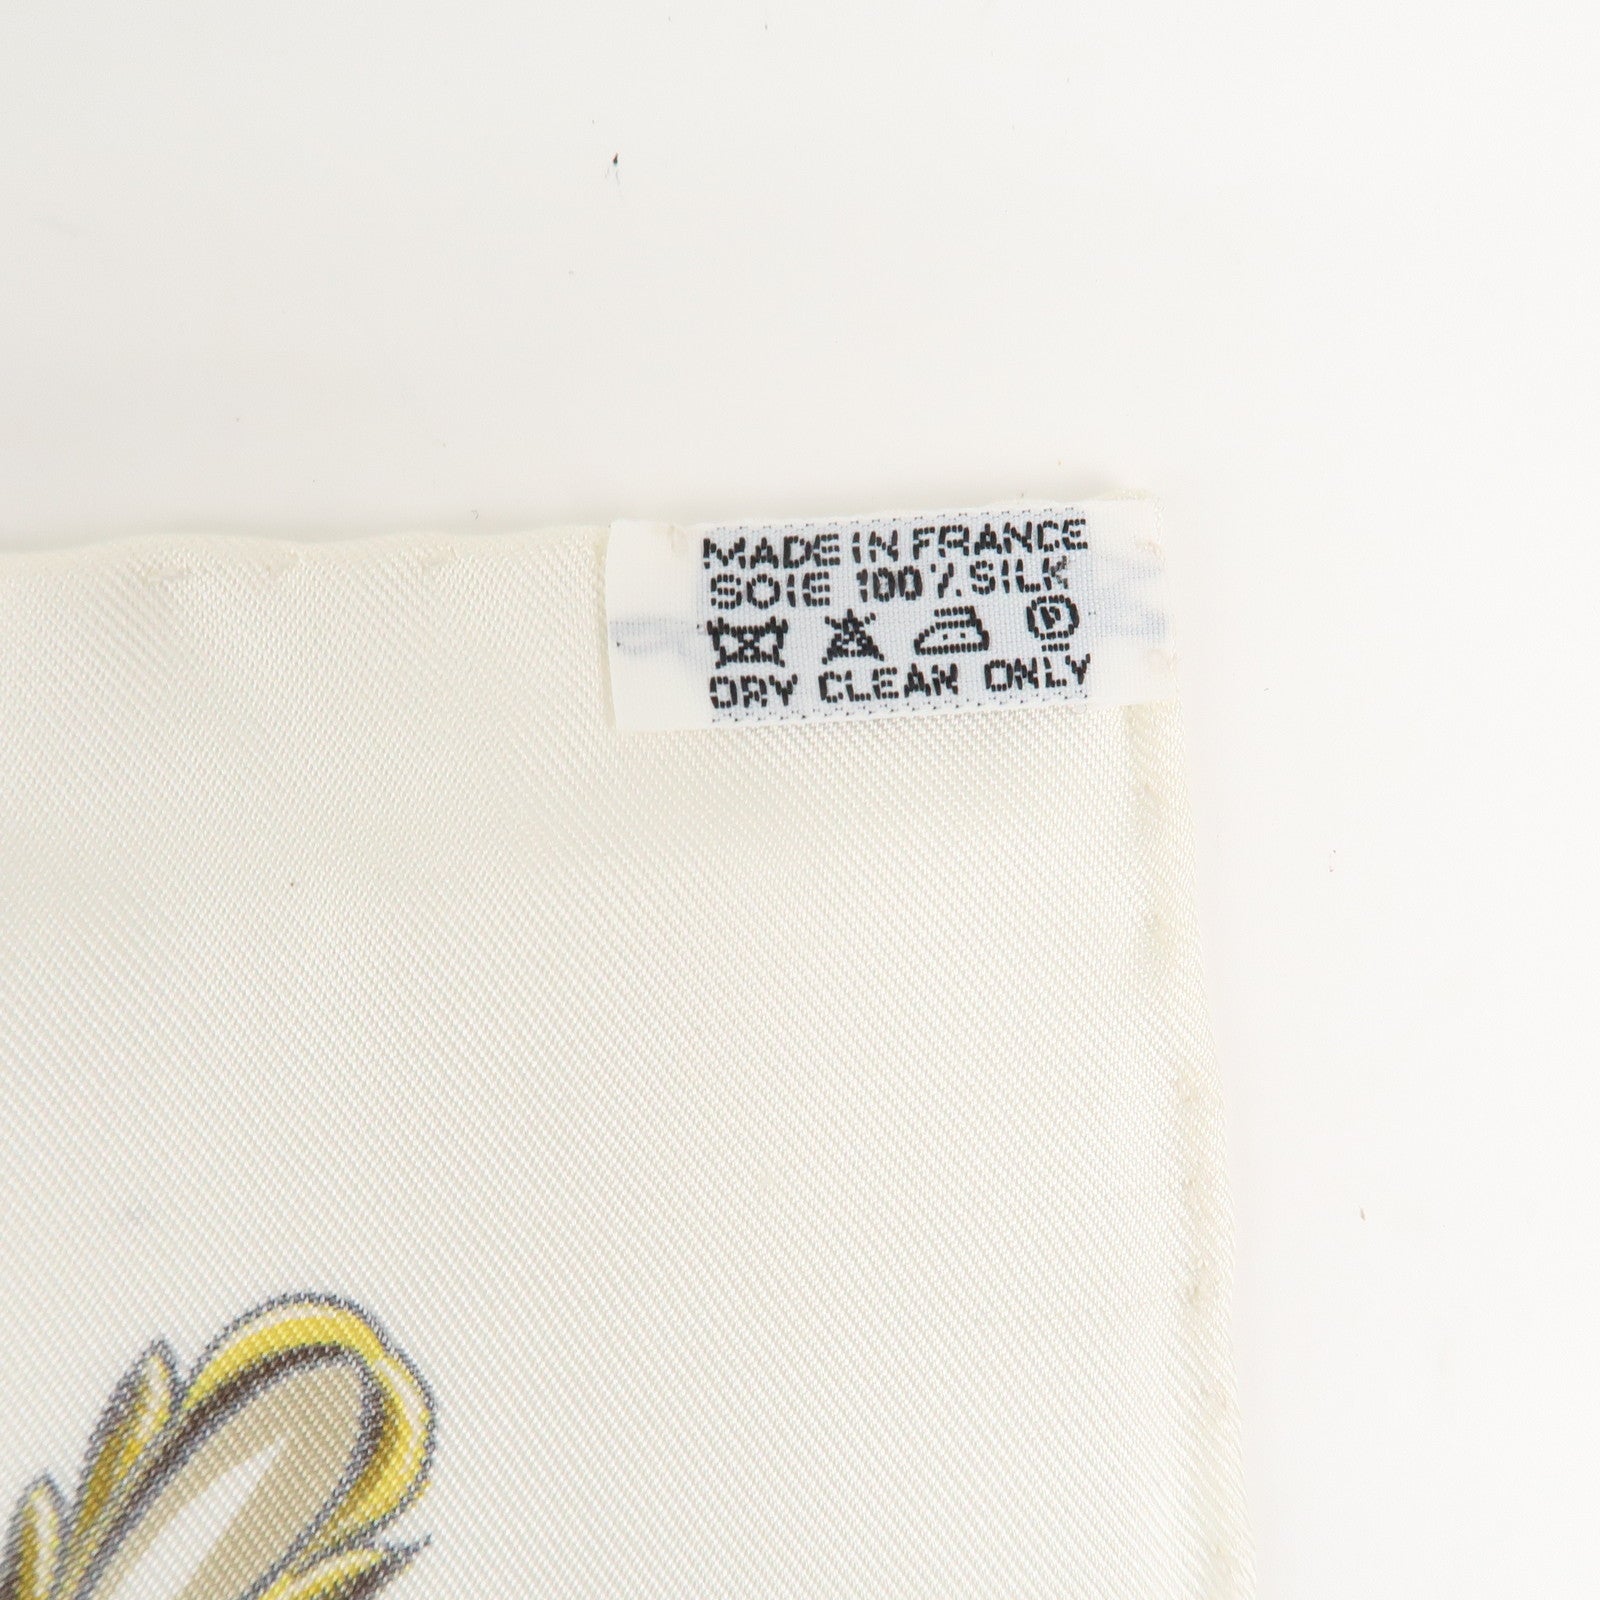 MADE IN FRANCE
SOIE 100% SILK
P
DRY CLEAN ONLY